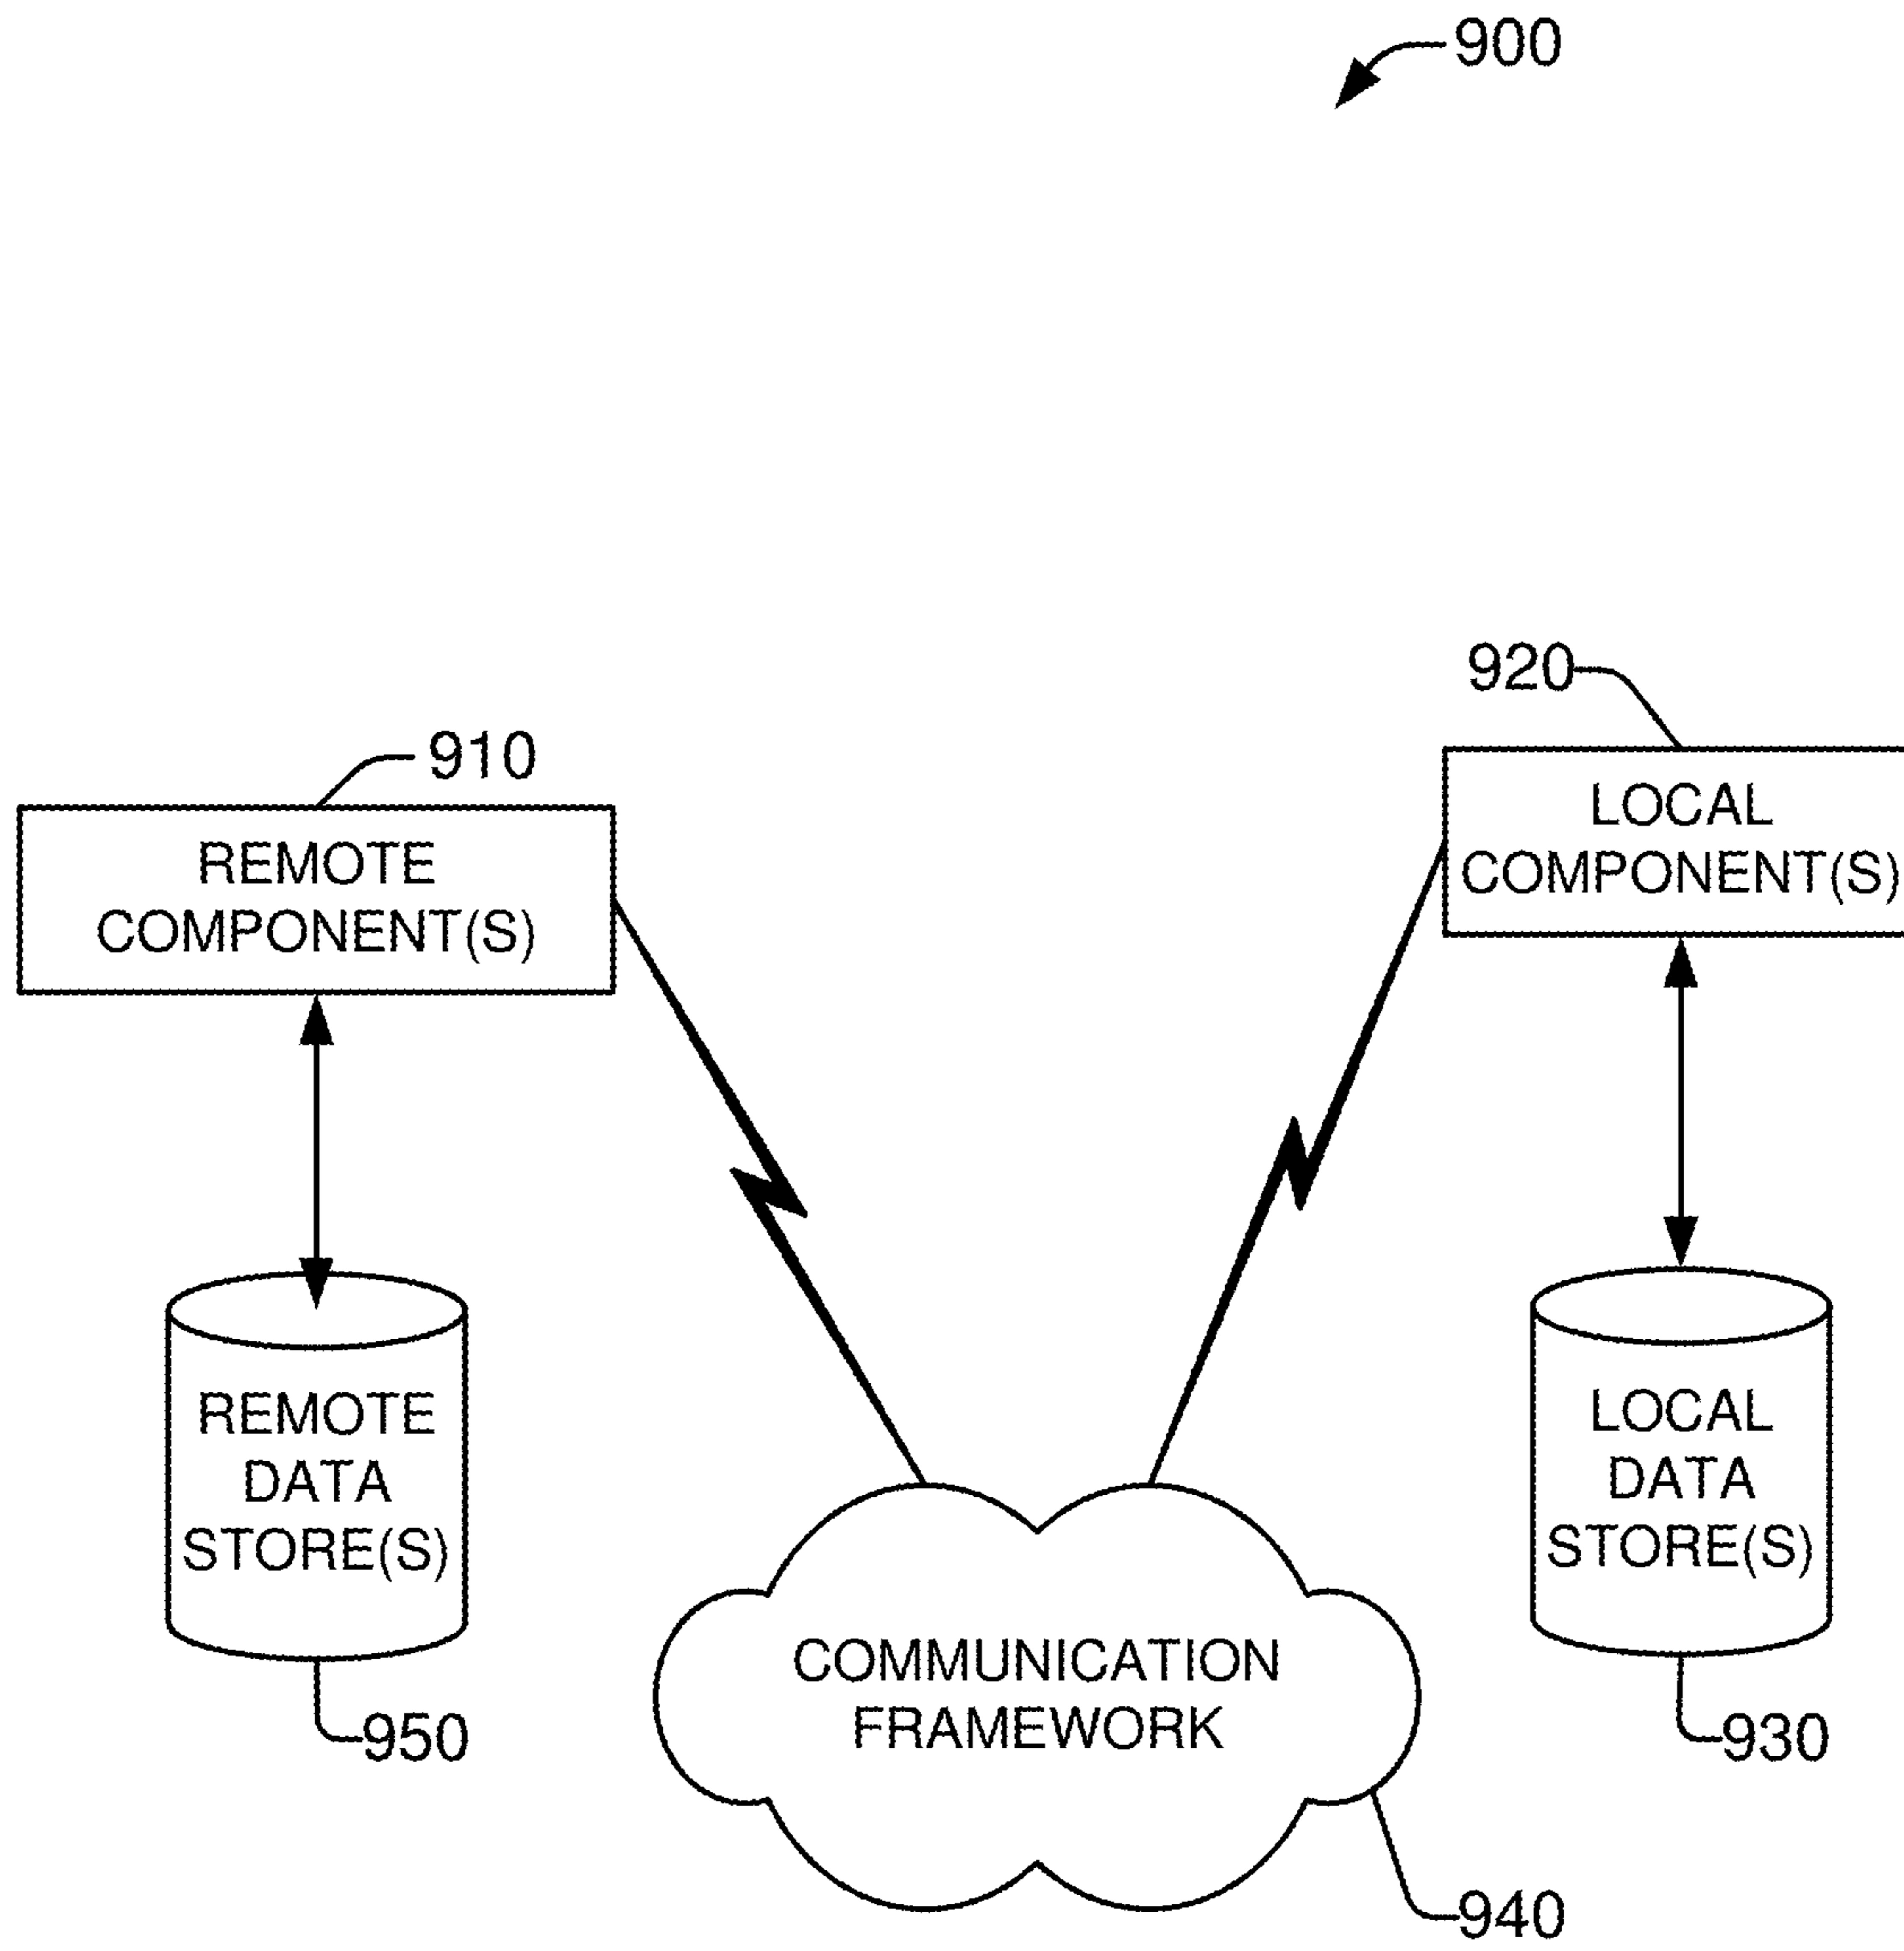 900
920
910
LOCAL
COMPONENT(S)
REMOTE
COMPONENT(S)
REMOTE
DATA
STORE(S)
LOCAL
DATA
STORE(S)
COMMUNICATION
FRAMEWORK
950
930
940